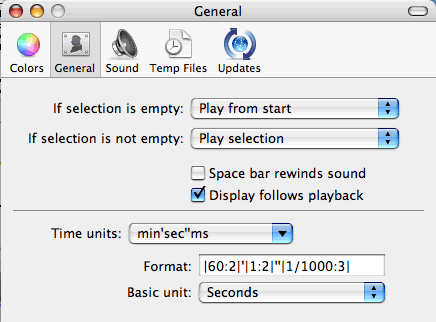 General
Colors General Sound Temp Files Updates
If selection is empty: Play from start
If selection is not empty: Play selection
Space bar rewinds sound
Display follows playback
Time units: min'sec"ms
Format: |60:2|'|1:2|"|1/1000:3|
Basic unit: Seconds